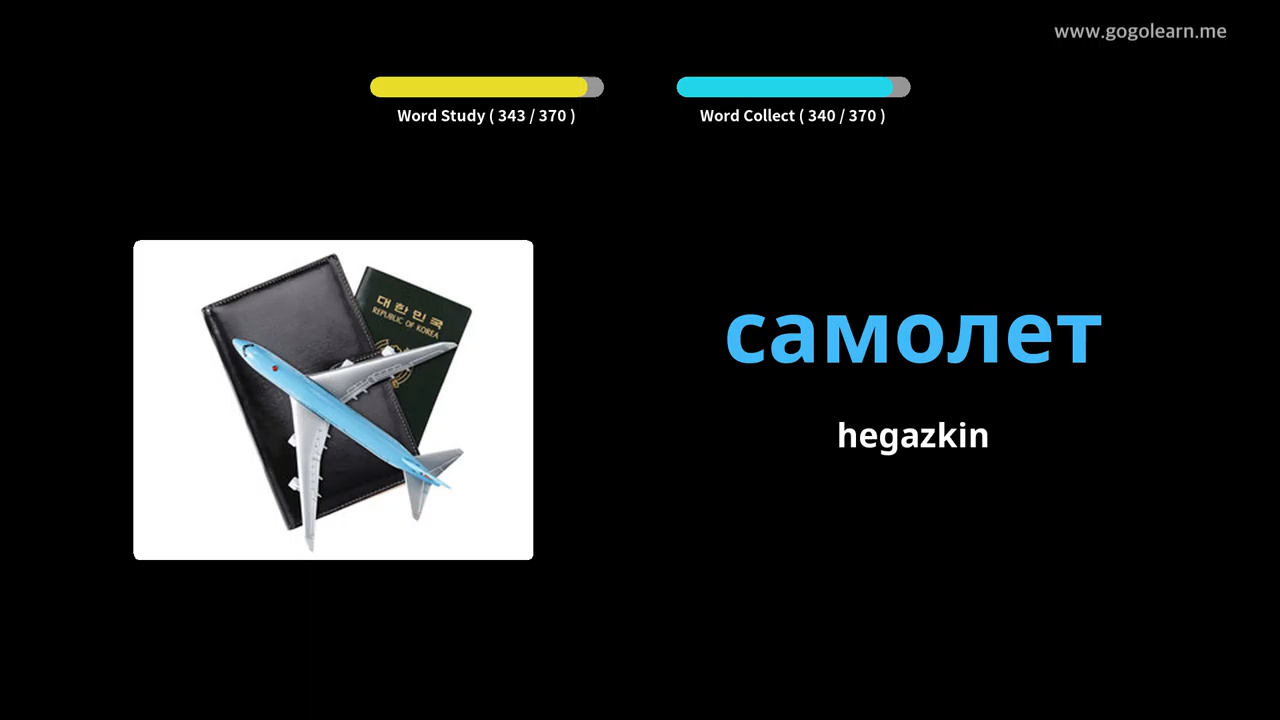 www.gogolearn.me
Word Study ( 343 / 370 )
Word Collect ( 340 / 370 )
대한민국
REPUBLIC OF KOREA
самолет
hegazkin